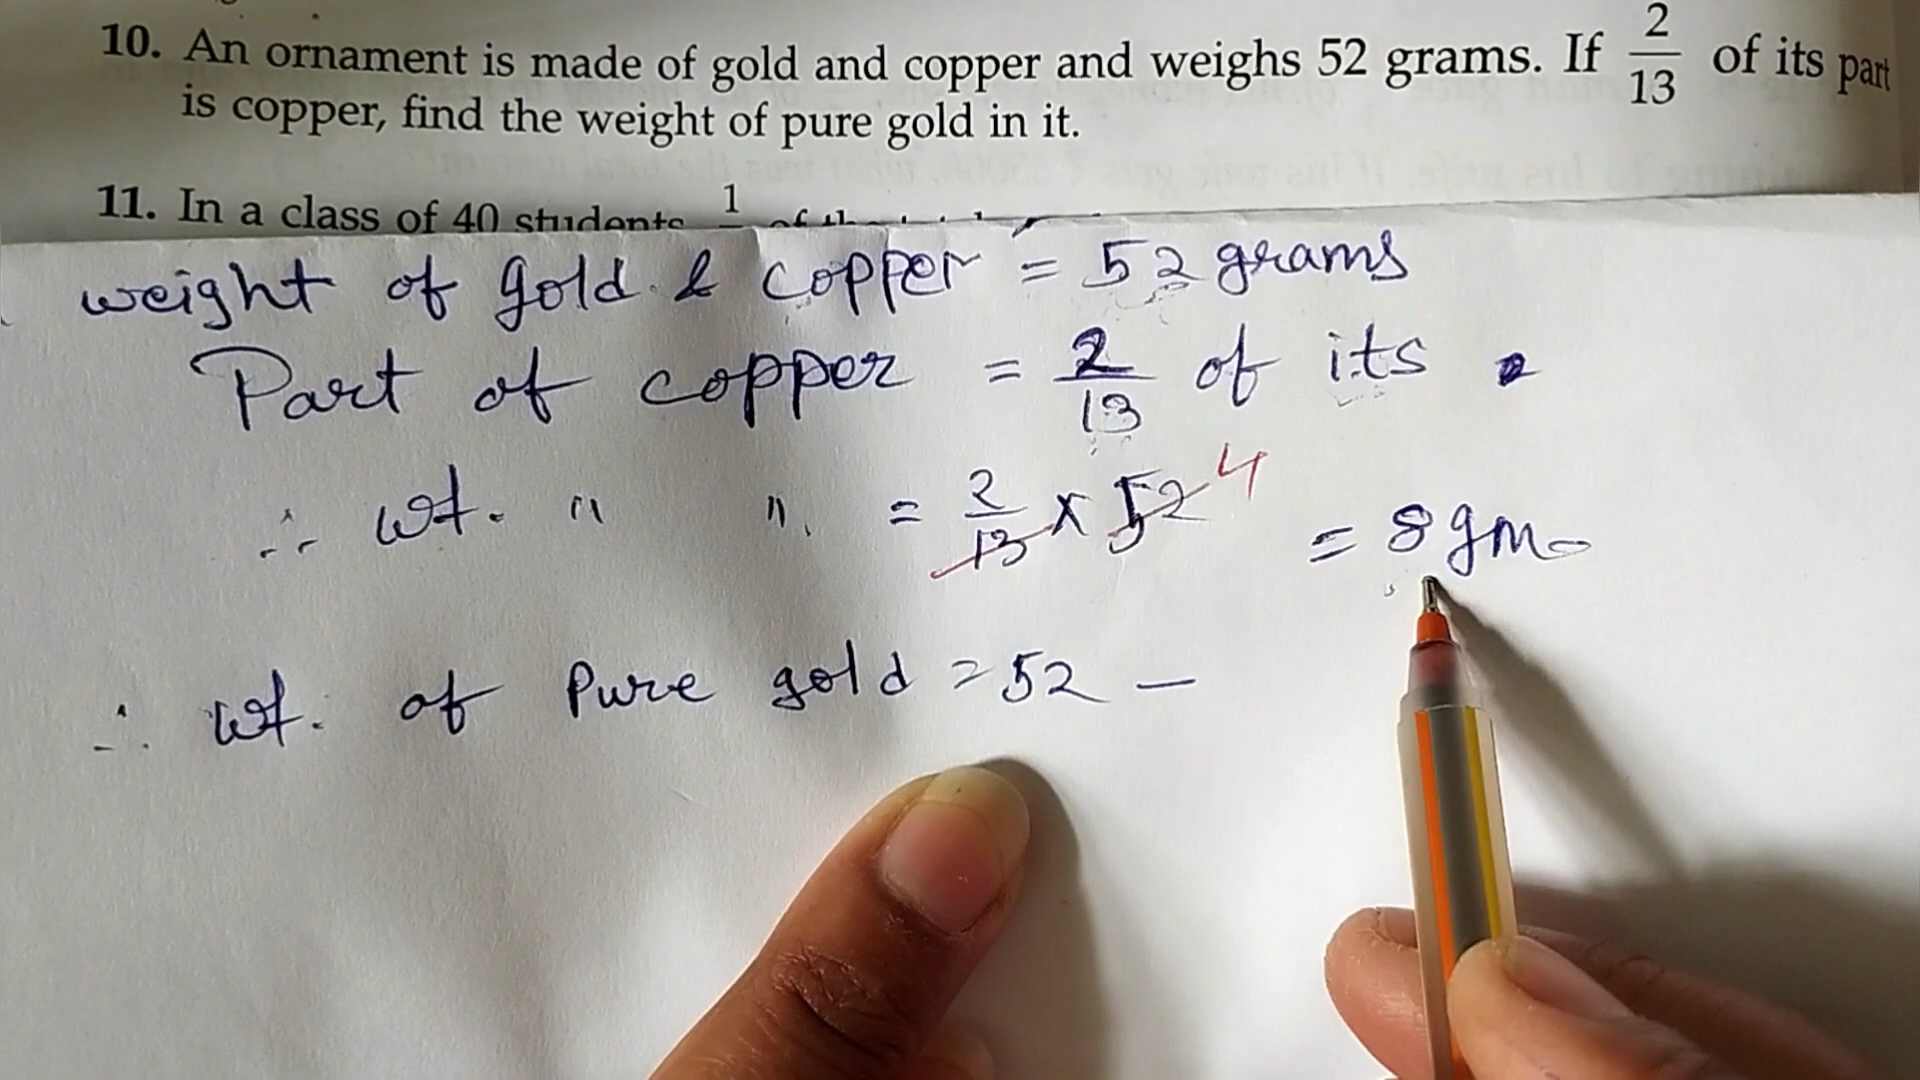 10. An ornament is made of gold and copper and weighs 52 grams. If 2/13 of its part
is copper, find the weight of pure gold in it.
11. In a class of 40 students 1
weight of gold & copper = 52 grams
Part of copper = 2/13 of its
∴ wt. " ". = 2/13 × 52 4 = 8 gm
∴ wt. of Pure gold = 52 −